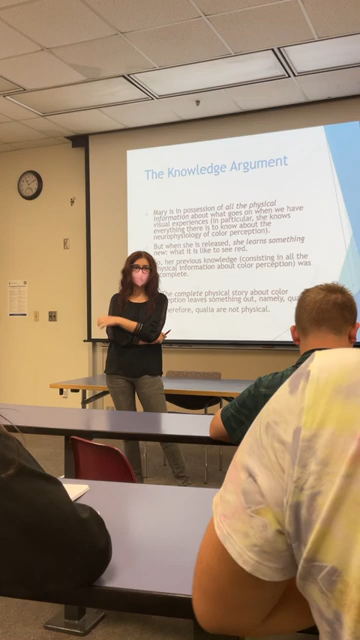 The Knowledge Argument
Mary is in possession of all the physical
information about what goes on when we have
visual experiences (in particular, she knows
everything there is to know about the
neurophysiology of color perception).
But when she is released, she learns something
new: what it is like to see red.
her previous knowledge (consisting in all the
physical information about color perception) was
complete physical story about color
leaves something out, namely,
qualia are not physical.